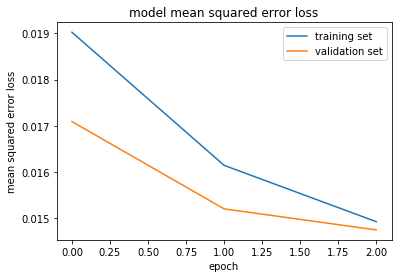 model mean squared error loss
training set
validation set
mean squared error loss
0.019
0.018
0.017
0.016
0.015
0.00 0.25 0.50 0.75 1.00 1.25 1.50 1.75 2.00
epoch